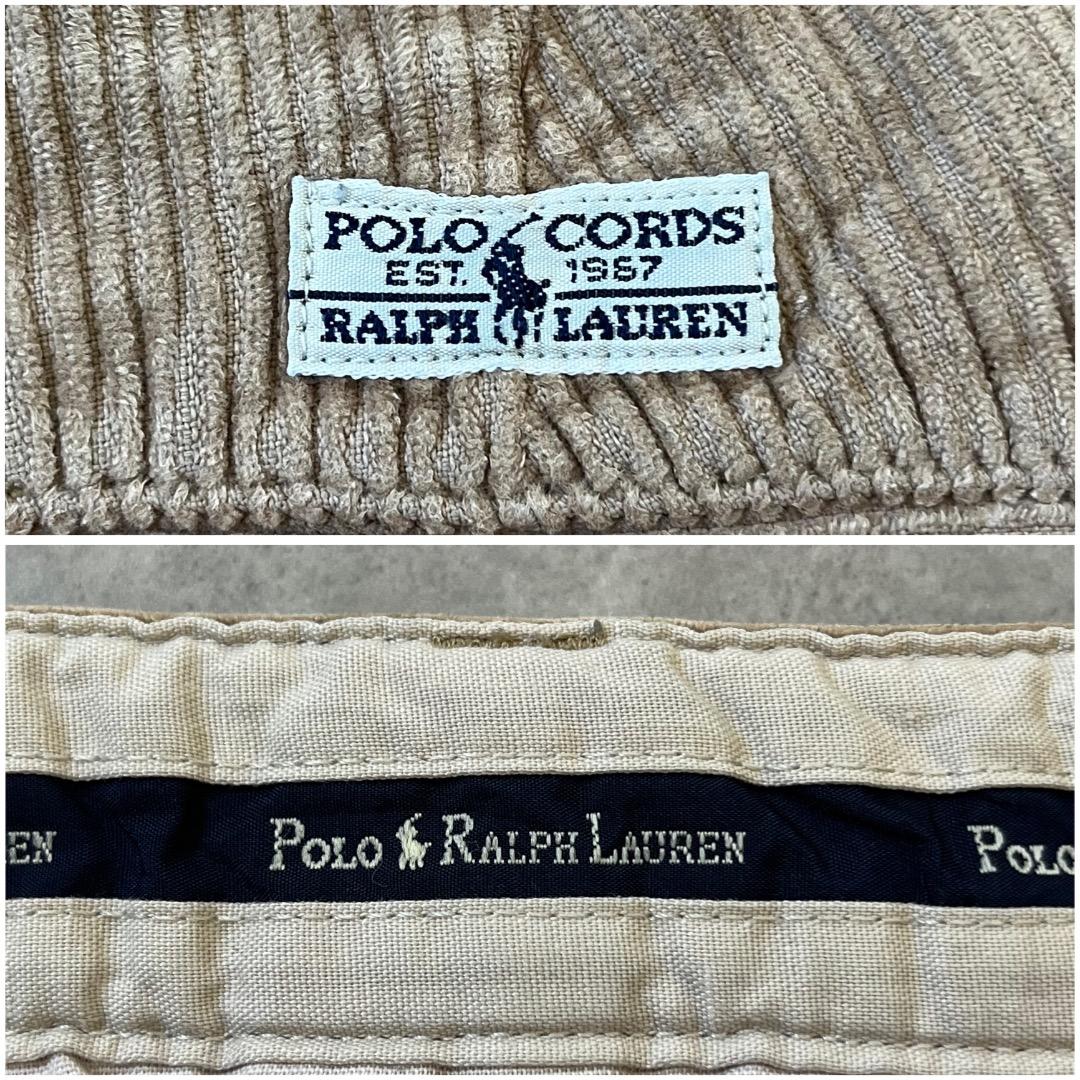 POLO CORDS
EST. 1967
RALPH LAUREN
EN POLO RALPH LAUREN POLO